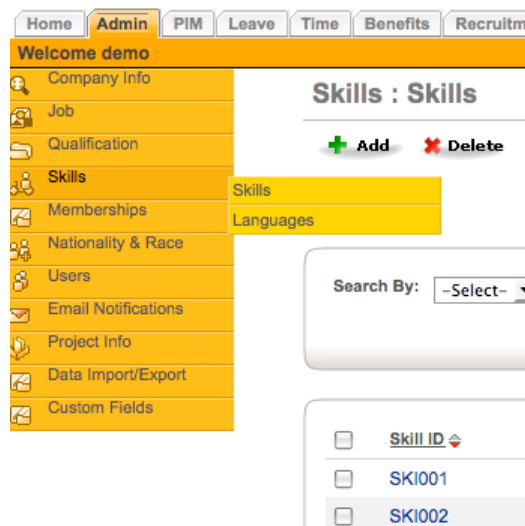 Home Admin PIM Leave Time Benefits Recruitm
Welcome demo
Company Info
Job
Qualification
Skills
Memberships
Nationality & Race
Users
Email Notifications
Project Info
Data Import/Export
Custom Fields
Skills
Languages
Skills : Skills
Add Delete
Search By: –Select–
Skill ID
SKI001
SKI002